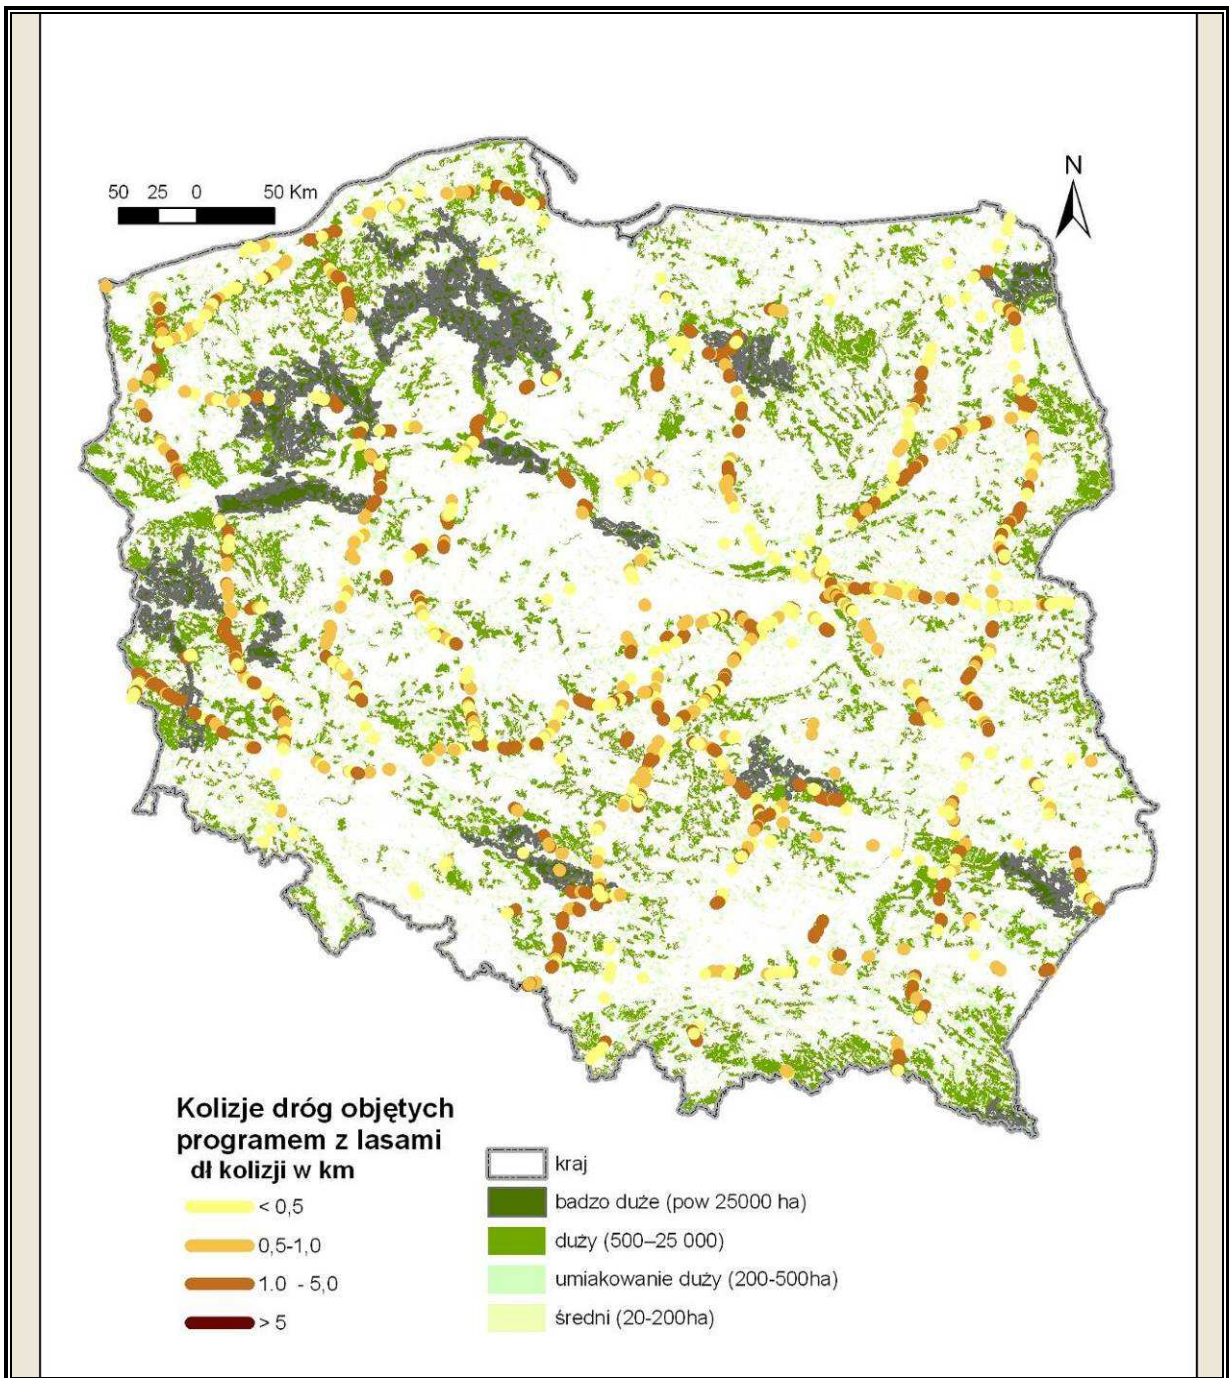 N
50 25 0 50 Km
Kolizje dróg objętych
programem z lasami
dł kolizji w km
< 0,5
0,5-1,0
1.0 - 5,0
> 5
kraj
badzo duże (pow 25000 ha)
duży (500–25 000)
umiakowanie duży (200-500ha)
średni (20-200ha)